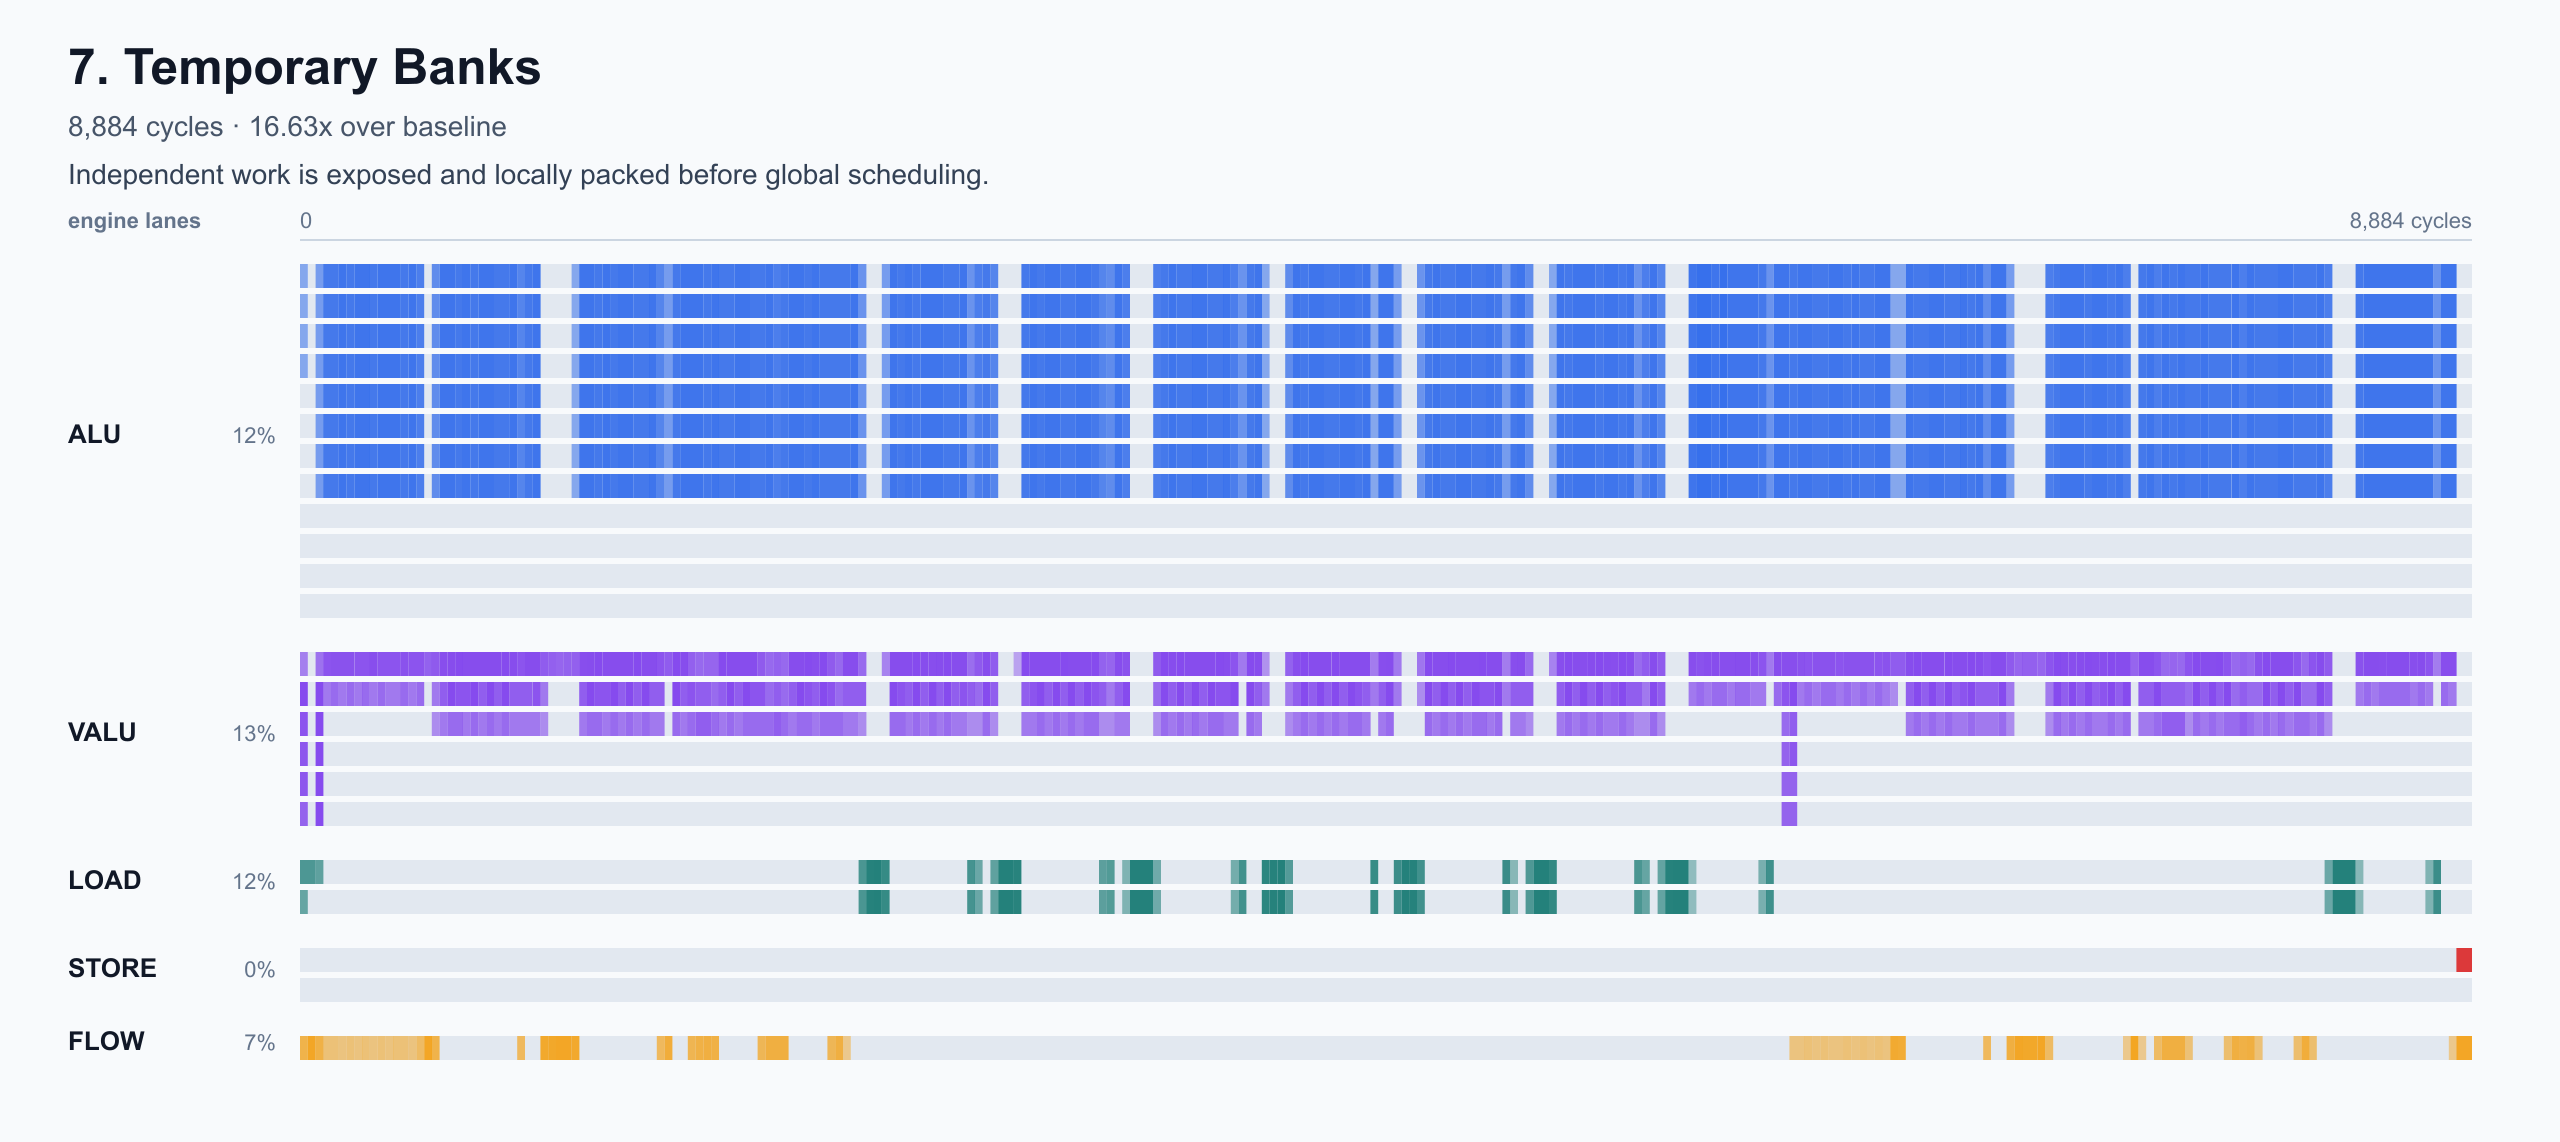 7. Temporary Banks
8,884 cycles · 16.63x over baseline
Independent work is exposed and locally packed before global scheduling.
engine lanes 0 8,884 cycles
ALU 12%
VALU 13%
LOAD 12%
STORE 0%
FLOW 7%